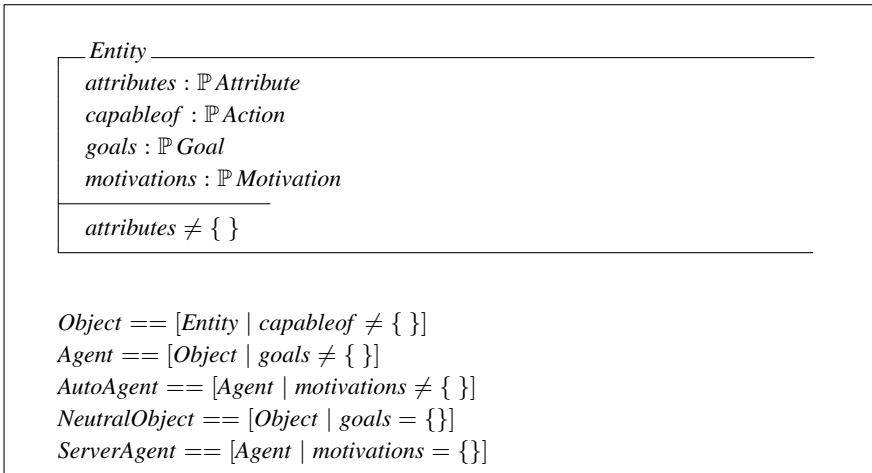 Entity
attributes : ℙ Attribute
capableof : ℙ Action
goals : ℙ Goal
motivations : ℙ Motivation
attributes ≠ { }
Object == [Entity | capableof ≠ { }]
Agent == [Object | goals ≠ { }]
AutoAgent == [Agent | motivations ≠ { }]
NeutralObject == [Object | goals = {}]
ServerAgent == [Agent | motivations = {}]